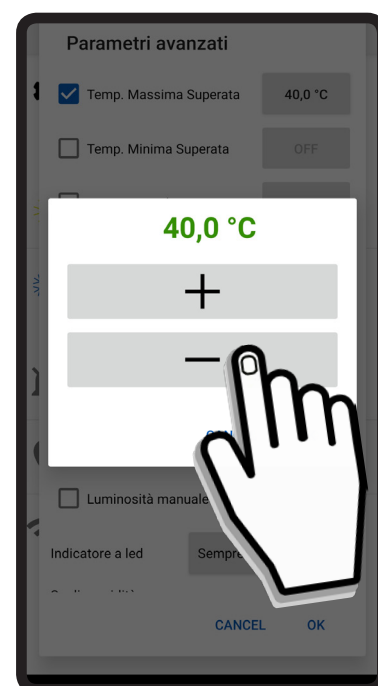 Parametri avanzati
Temp. Massima Superata 40,0 °C
Temp. Minima Superata OFF
40,0 °C
+
−
Luminosità manuale
Indicatore a led Sempre
CANCEL OK